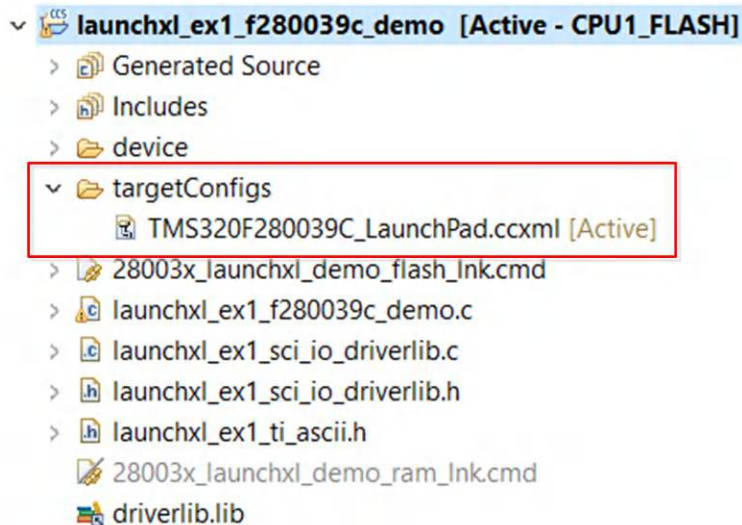 launchxl_ex1_f280039c_demo [Active - CPU1_FLASH]
Generated Source
Includes
device
targetConfigs
TMS320F280039C_LaunchPad.ccxml [Active]
28003x_launchxl_demo_flash_lnk.cmd
launchxl_ex1_f280039c_demo.c
launchxl_ex1_sci_io_driverlib.c
launchxl_ex1_sci_io_driverlib.h
launchxl_ex1_ti_ascii.h
28003x_launchxl_demo_ram_lnk.cmd
driverlib.lib